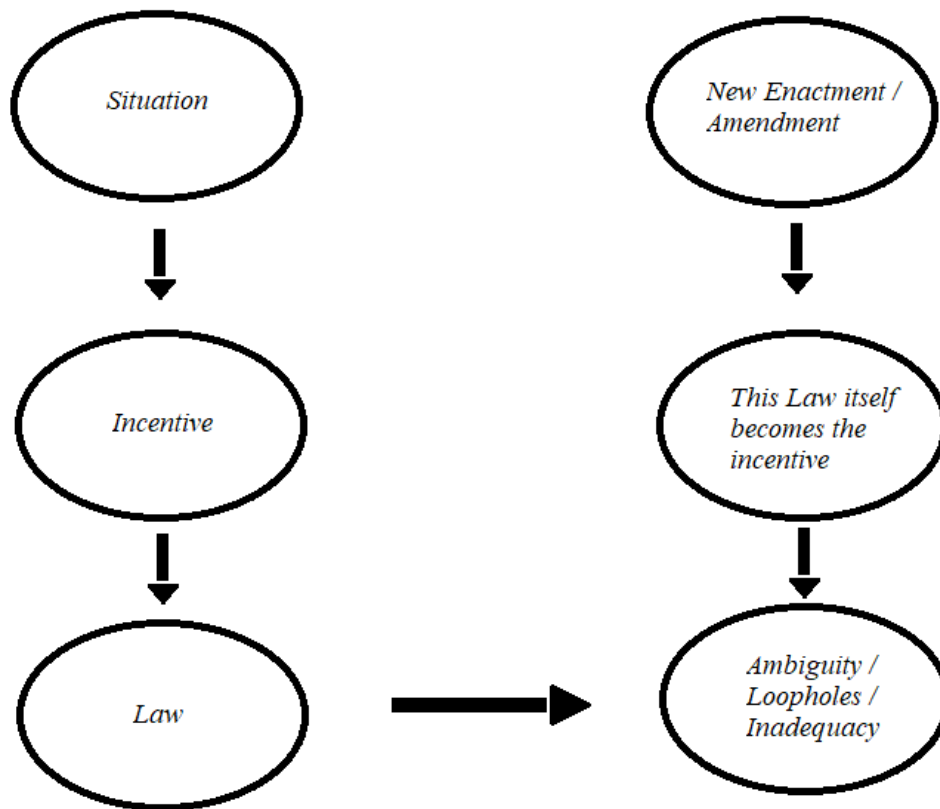 Situation
New Enactment /
Amendment
Incentive
This Law itself
becomes the
incentive
Law
Ambiguity /
Loopholes /
Inadequacy